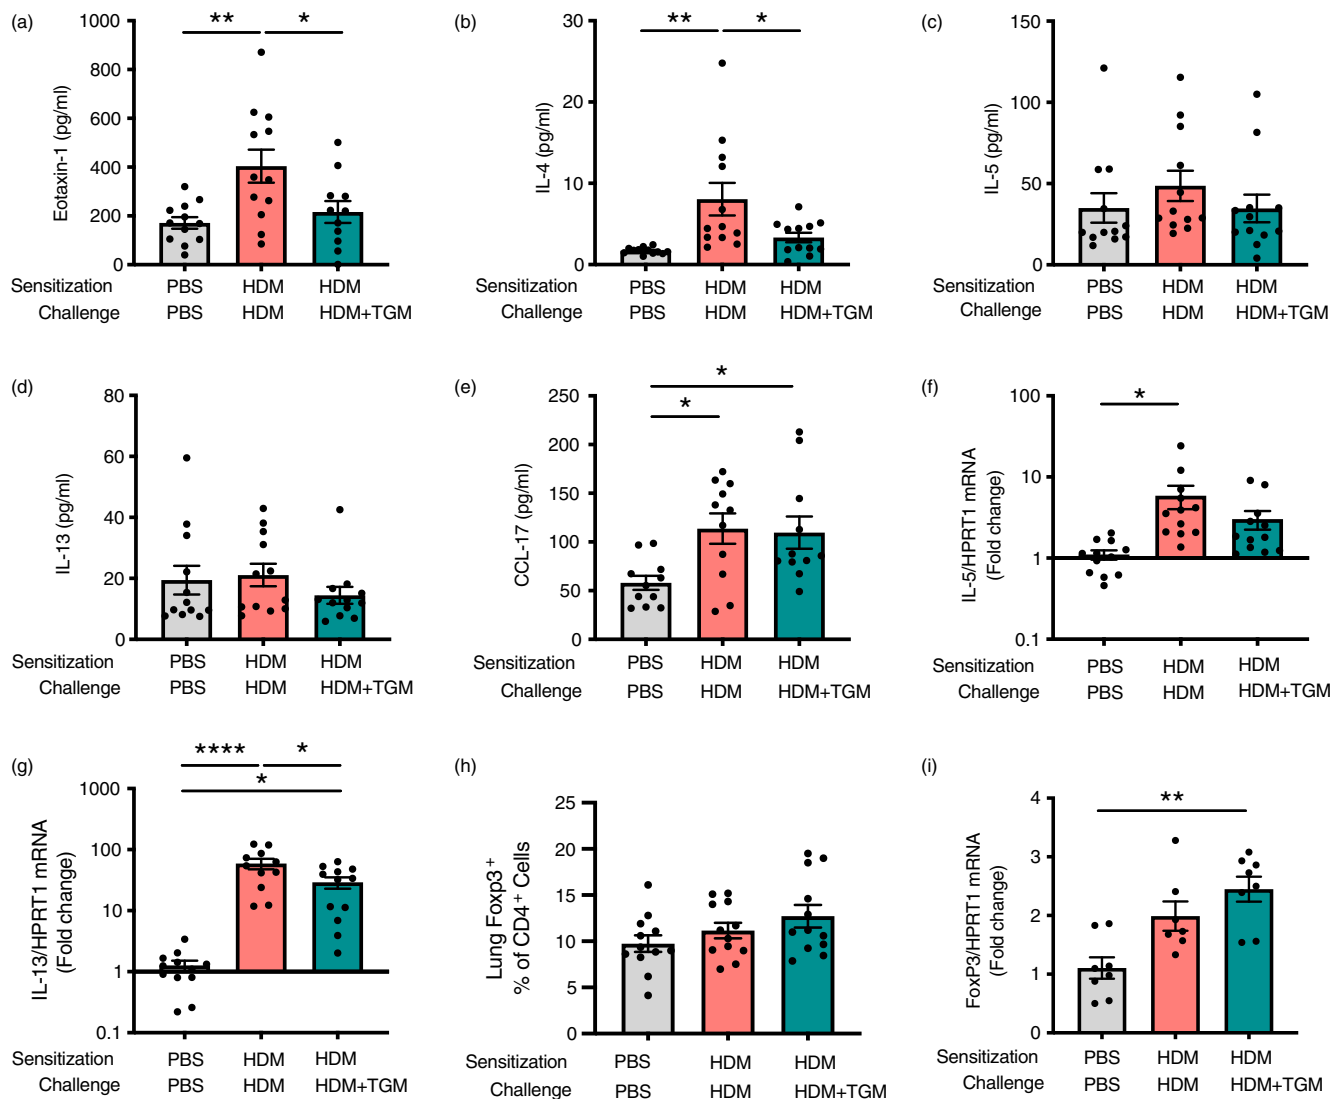 (a)
Eotaxin-1 (pg/ml)
1000
800
600
400
200
0
** *
Sensitization PBS HDM HDM
Challenge PBS HDM HDM+TGM
(b)
IL-4 (pg/ml)
30
20
10
0
** *
Sensitization PBS HDM HDM
Challenge PBS HDM HDM+TGM
(c)
IL-5 (pg/ml)
150
100
50
0
Sensitization PBS HDM HDM
Challenge PBS HDM HDM+TGM
(d)
IL-13 (pg/ml)
80
60
40
20
0
Sensitization PBS HDM HDM
Challenge PBS HDM HDM+TGM
(e)
CCL-17 (pg/ml)
250
200
150
100
50
0
*
*
Sensitization PBS HDM HDM
Challenge PBS HDM HDM+TGM
(f)
IL-5/HPRT1 mRNA
(Fold change)
100
10
1
0.1
*
Sensitization PBS HDM HDM
Challenge PBS HDM HDM+TGM
(g)
IL-13/HPRT1 mRNA
(Fold change)
1000
100
10
1
0.1
**** *
*
Sensitization PBS HDM HDM
Challenge PBS HDM HDM+TGM
(h)
Lung Foxp3+
% of CD4+ Cells
25
20
15
10
5
0
Sensitization PBS HDM HDM
Challenge PBS HDM HDM+TGM
(i)
FoxP3/HPRT1 mRNA
(Fold change)
4
3
2
1
0
**
Sensitization PBS HDM HDM
Challenge PBS HDM HDM+TGM